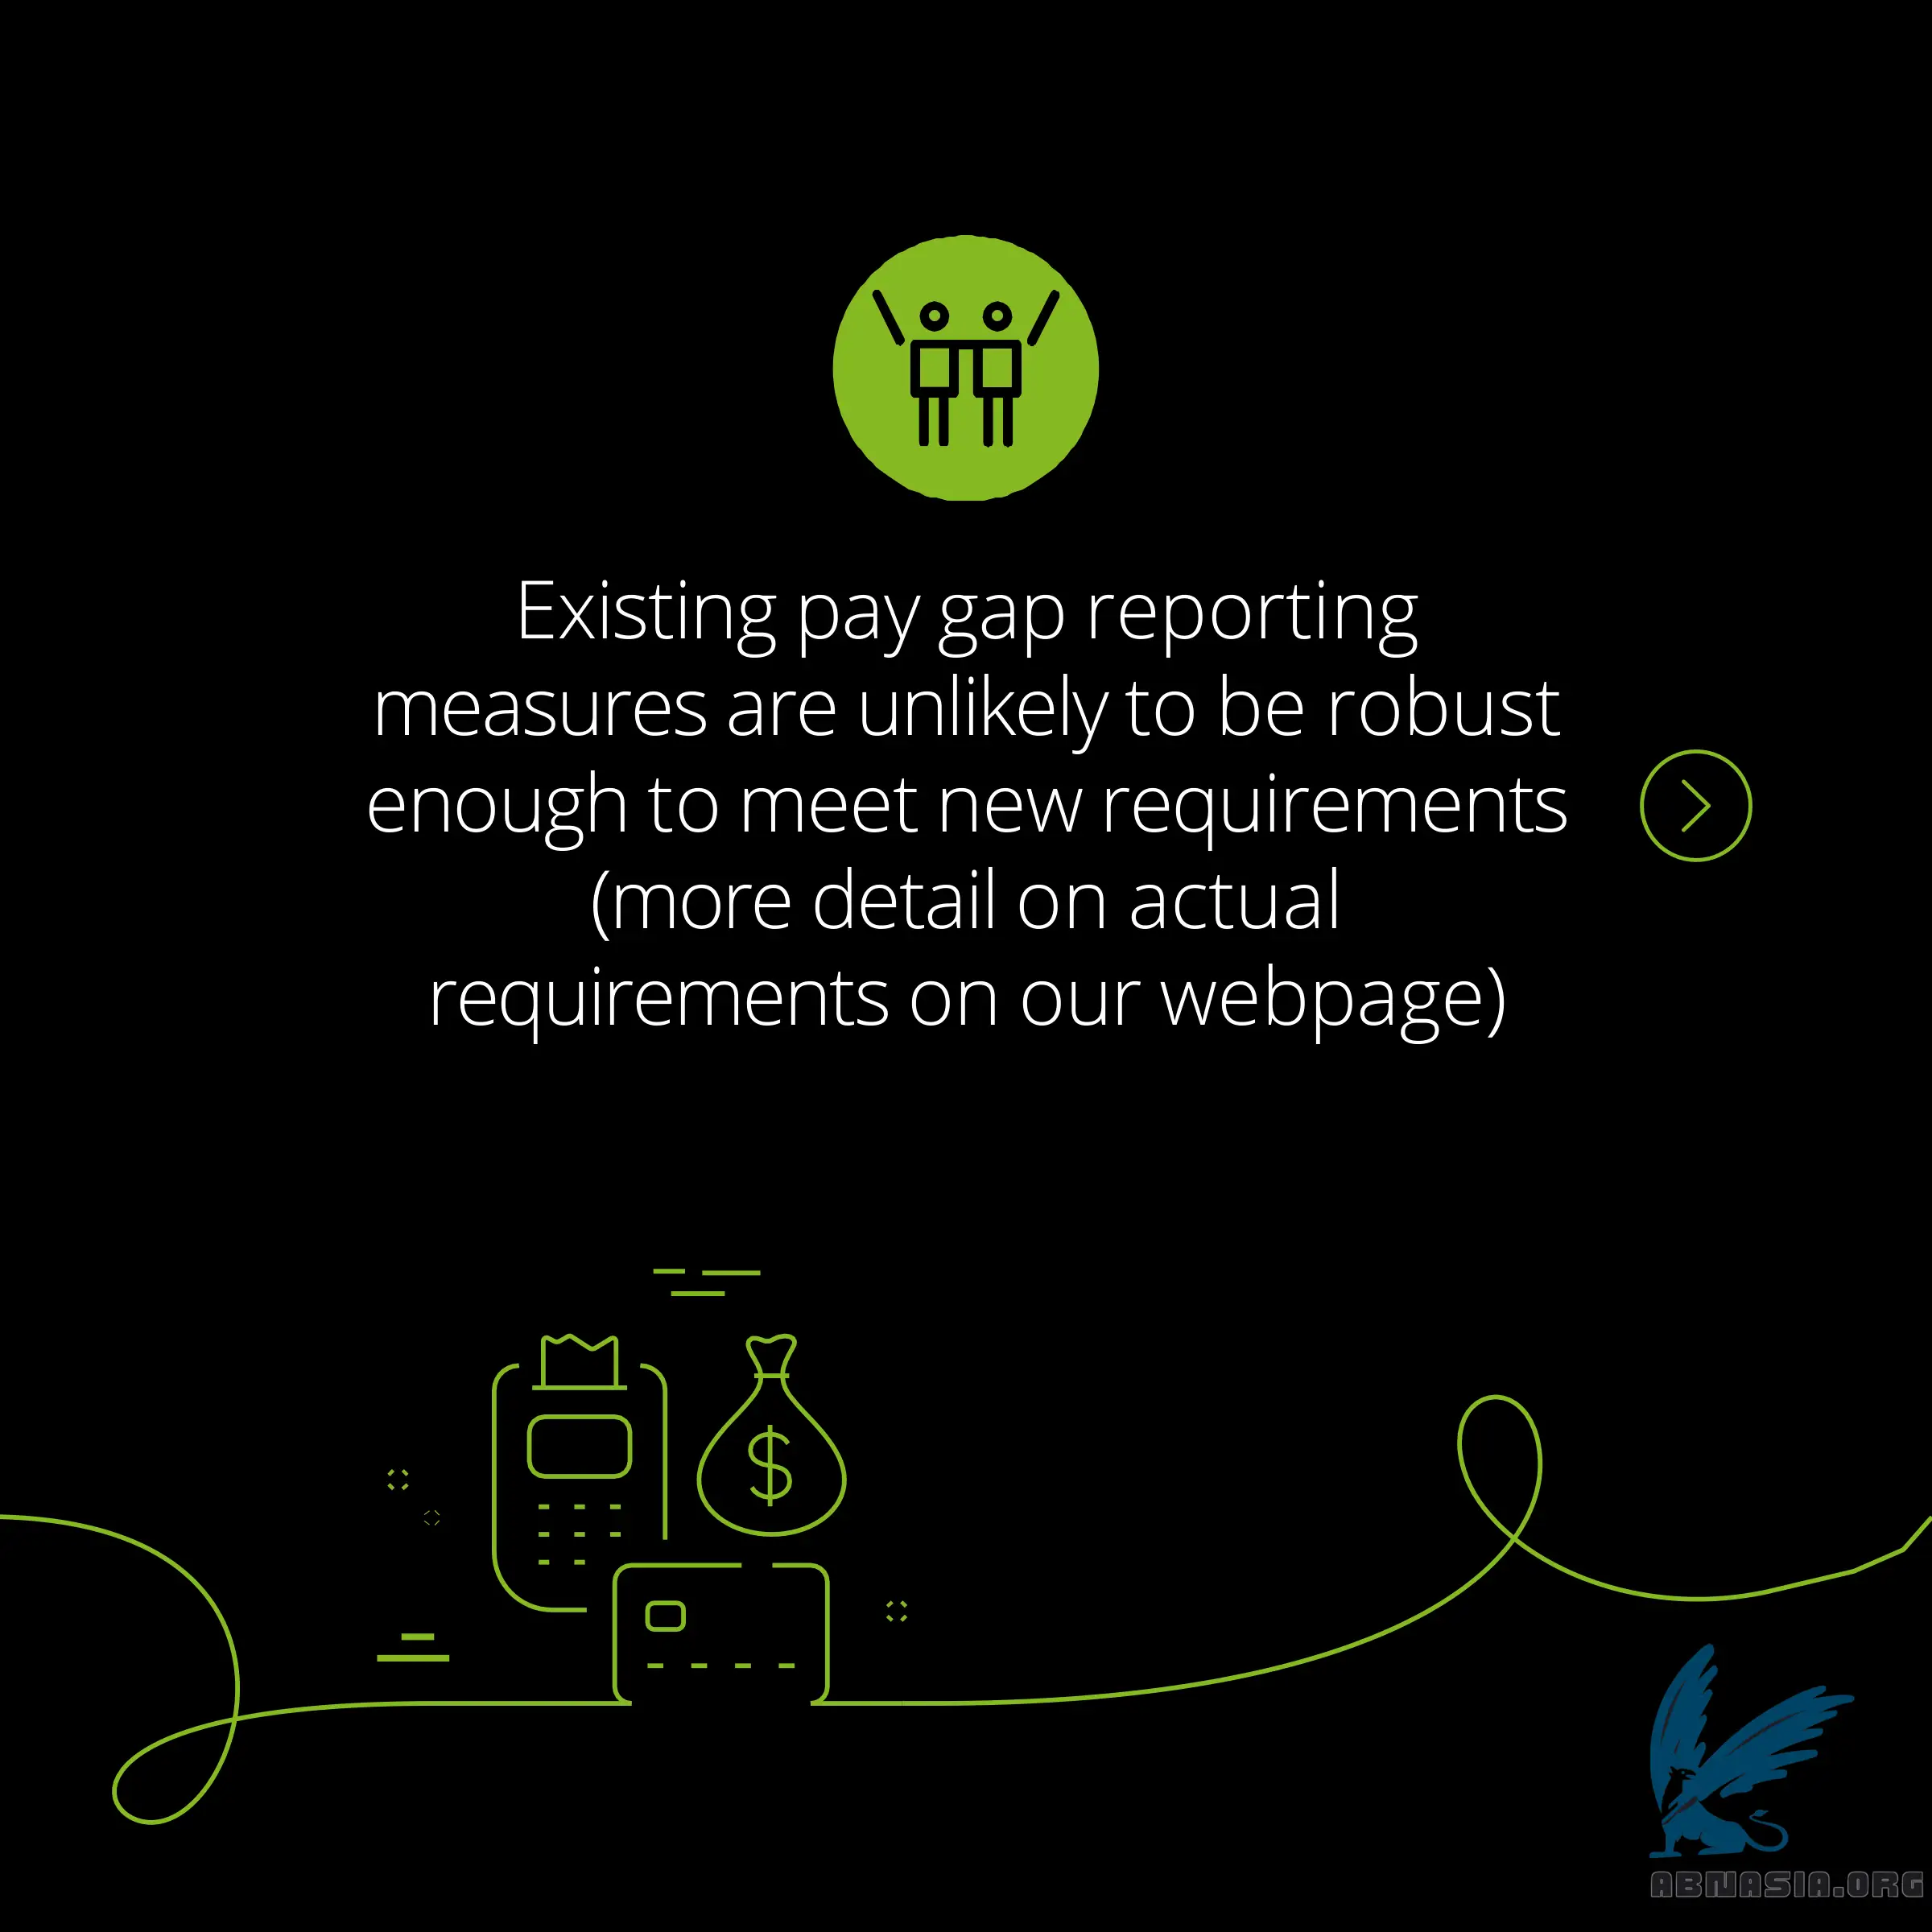 Existing pay gap reporting
measures are unlikely to be robust
enough to meet new requirements
(more detail on actual
requirements on our webpage)
$
ABNASIA.ORG